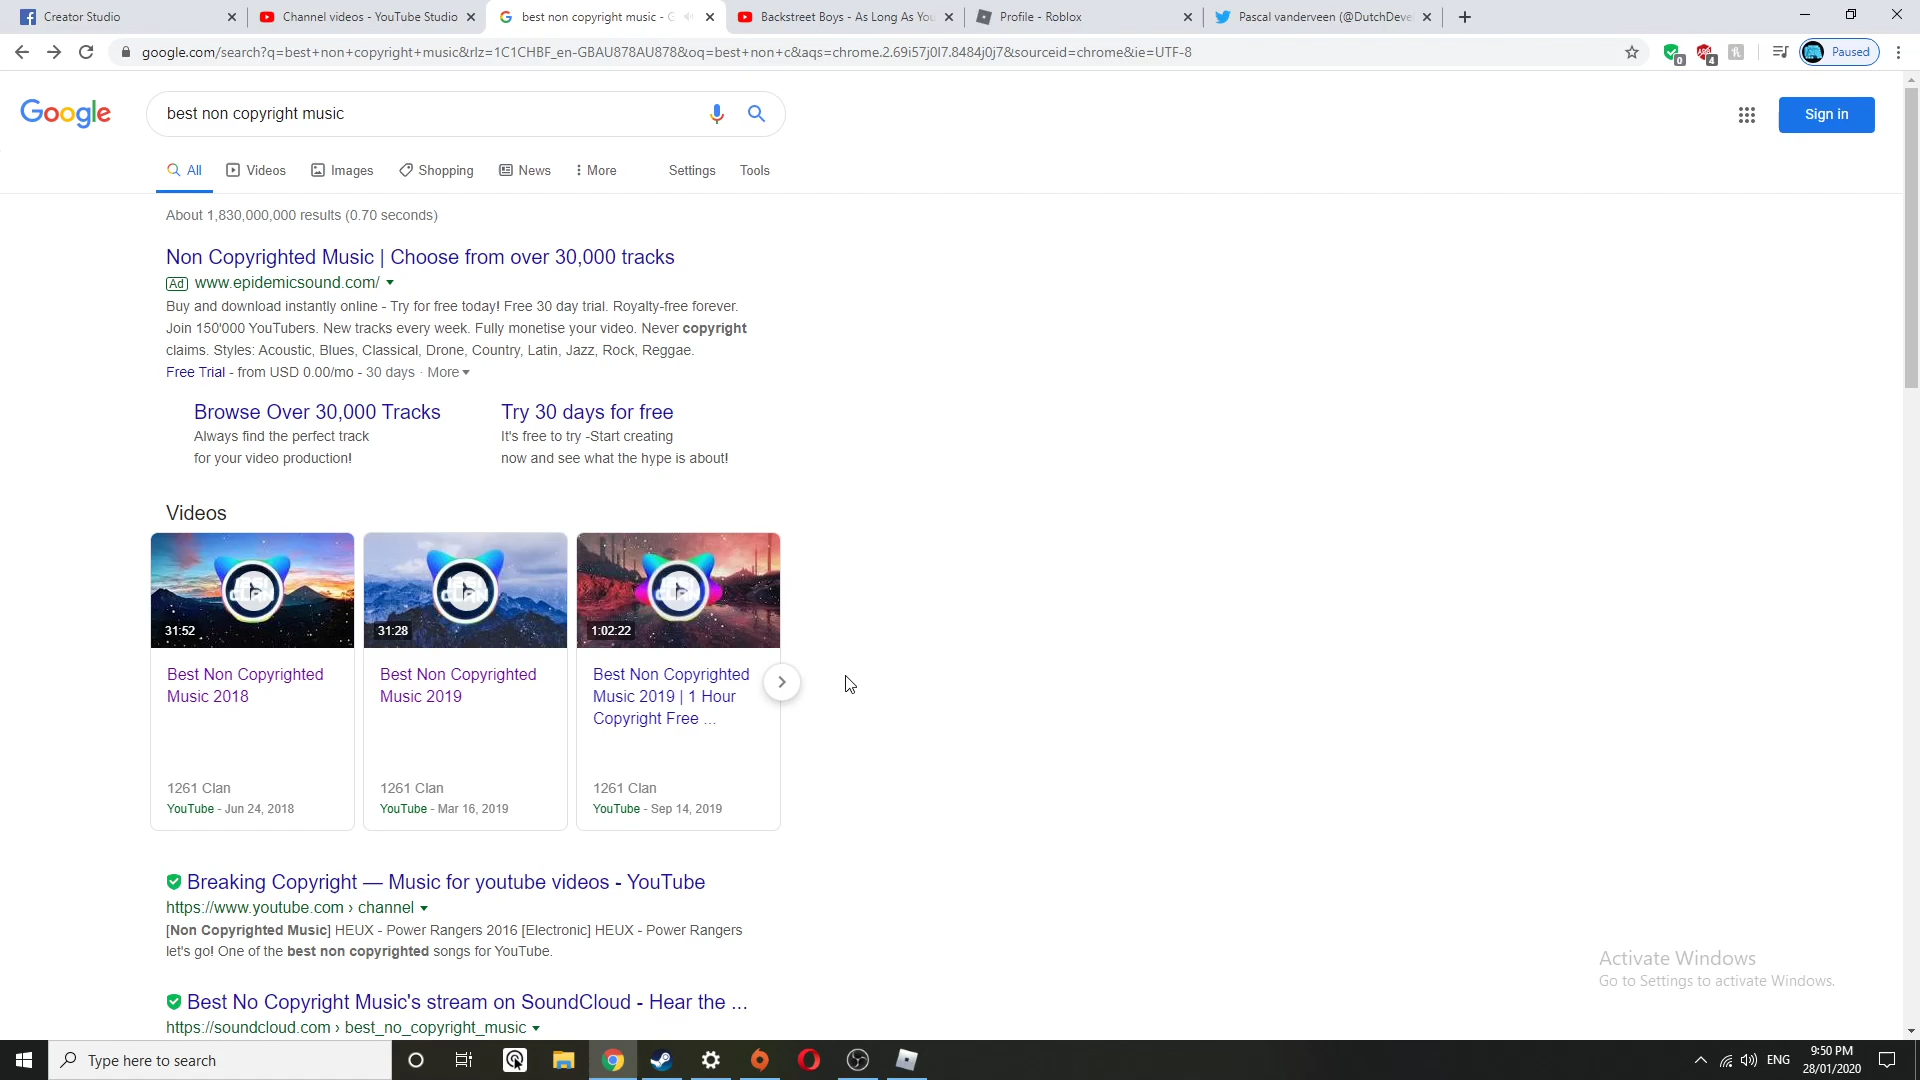 Creator Studio
Channel videos - YouTube Studio
best non copyright music - G
Backstreet Boys - As Long As You
Profile - Roblox
Pascal vanderveen (@DutchDeve
google.com/search?q=best+non+copyright+music&rlz=1C1CHBF_en-GBAU878AU878&oq=best+non+c&aqs=chrome.2.69i57j0l7.8484j0j7&sourceid=chrome&ie=UTF-8
0
4
Paused
Google
best non copyright music
Sign in
All
Videos
Images
Shopping
News
More
Settings
Tools
About 1,830,000,000 results (0.70 seconds)
Non Copyrighted Music | Choose from over 30,000 tracks
Ad www.epidemicsound.com/
Buy and download instantly online - Try for free today! Free 30 day trial. Royalty-free forever.
Join 150'000 YouTubers. New tracks every week. Fully monetise your video. Never copyright
claims. Styles: Acoustic, Blues, Classical, Drone, Country, Latin, Jazz, Rock, Reggae.
Free Trial - from USD 0.00/mo - 30 days · More
Browse Over 30,000 Tracks
Always find the perfect track
for your video production!
Try 30 days for free
It's free to try -Start creating
now and see what the hype is about!
Videos
31:52
31:28
1:02:22
Best Non Copyrighted
Music 2018
1261 Clan
YouTube - Jun 24, 2018
Best Non Copyrighted
Music 2019
1261 Clan
YouTube - Mar 16, 2019
Best Non Copyrighted
Music 2019 | 1 Hour
Copyright Free ...
1261 Clan
YouTube - Sep 14, 2019
Breaking Copyright — Music for youtube videos - YouTube
https://www.youtube.com › channel
[Non Copyrighted Music] HEUX - Power Rangers 2016 [Electronic] HEUX - Power Rangers
let's go! One of the best non copyrighted songs for YouTube.
Best No Copyright Music's stream on SoundCloud - Hear the ...
https://soundcloud.com › best_no_copyright_music
Activate Windows
Go to Settings to activate Windows.
Type here to search
ENG
9:50 PM
28/01/2020